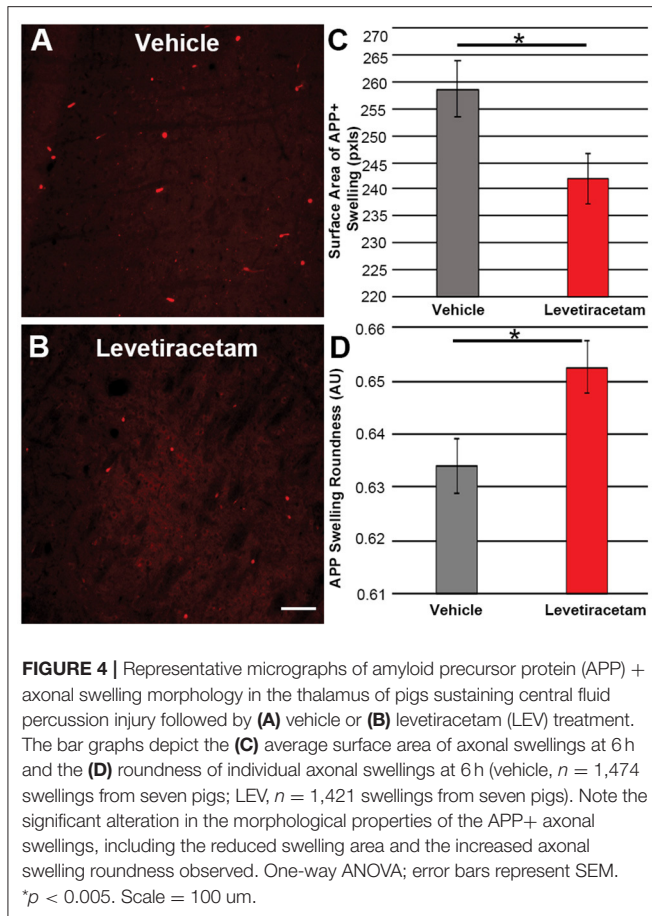 A
Vehicle
B
Levetiracetam
C
Surface Area of APP+
Swelling (pxls)
270
265
260
255
250
245
240
235
230
225
220
*
Vehicle
Levetiracetam
D
APP Swelling Roundness (AU)
0.66
0.65
0.64
0.63
0.62
0.61
*
Vehicle
Levetiracetam
FIGURE 4 | Representative micrographs of amyloid precursor protein (APP) +
axonal swelling morphology in the thalamus of pigs sustaining central fluid
percussion injury followed by (A) vehicle or (B) levetiracetam (LEV) treatment.
The bar graphs depict the (C) average surface area of axonal swellings at 6 h
and the (D) roundness of individual axonal swellings at 6 h (vehicle, n = 1,474
swellings from seven pigs; LEV, n = 1,421 swellings from seven pigs). Note the
significant alteration in the morphological properties of the APP+ axonal
swellings, including the reduced swelling area and the increased axonal
swelling roundness observed. One-way ANOVA; error bars represent SEM.
*p < 0.005. Scale = 100 um.